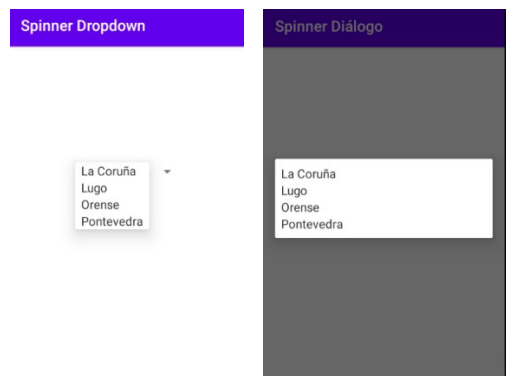 Spinner Dropdown
La Coruña
Lugo
Orense
Pontevedra
Spinner Diálogo
La Coruña
Lugo
Orense
Pontevedra